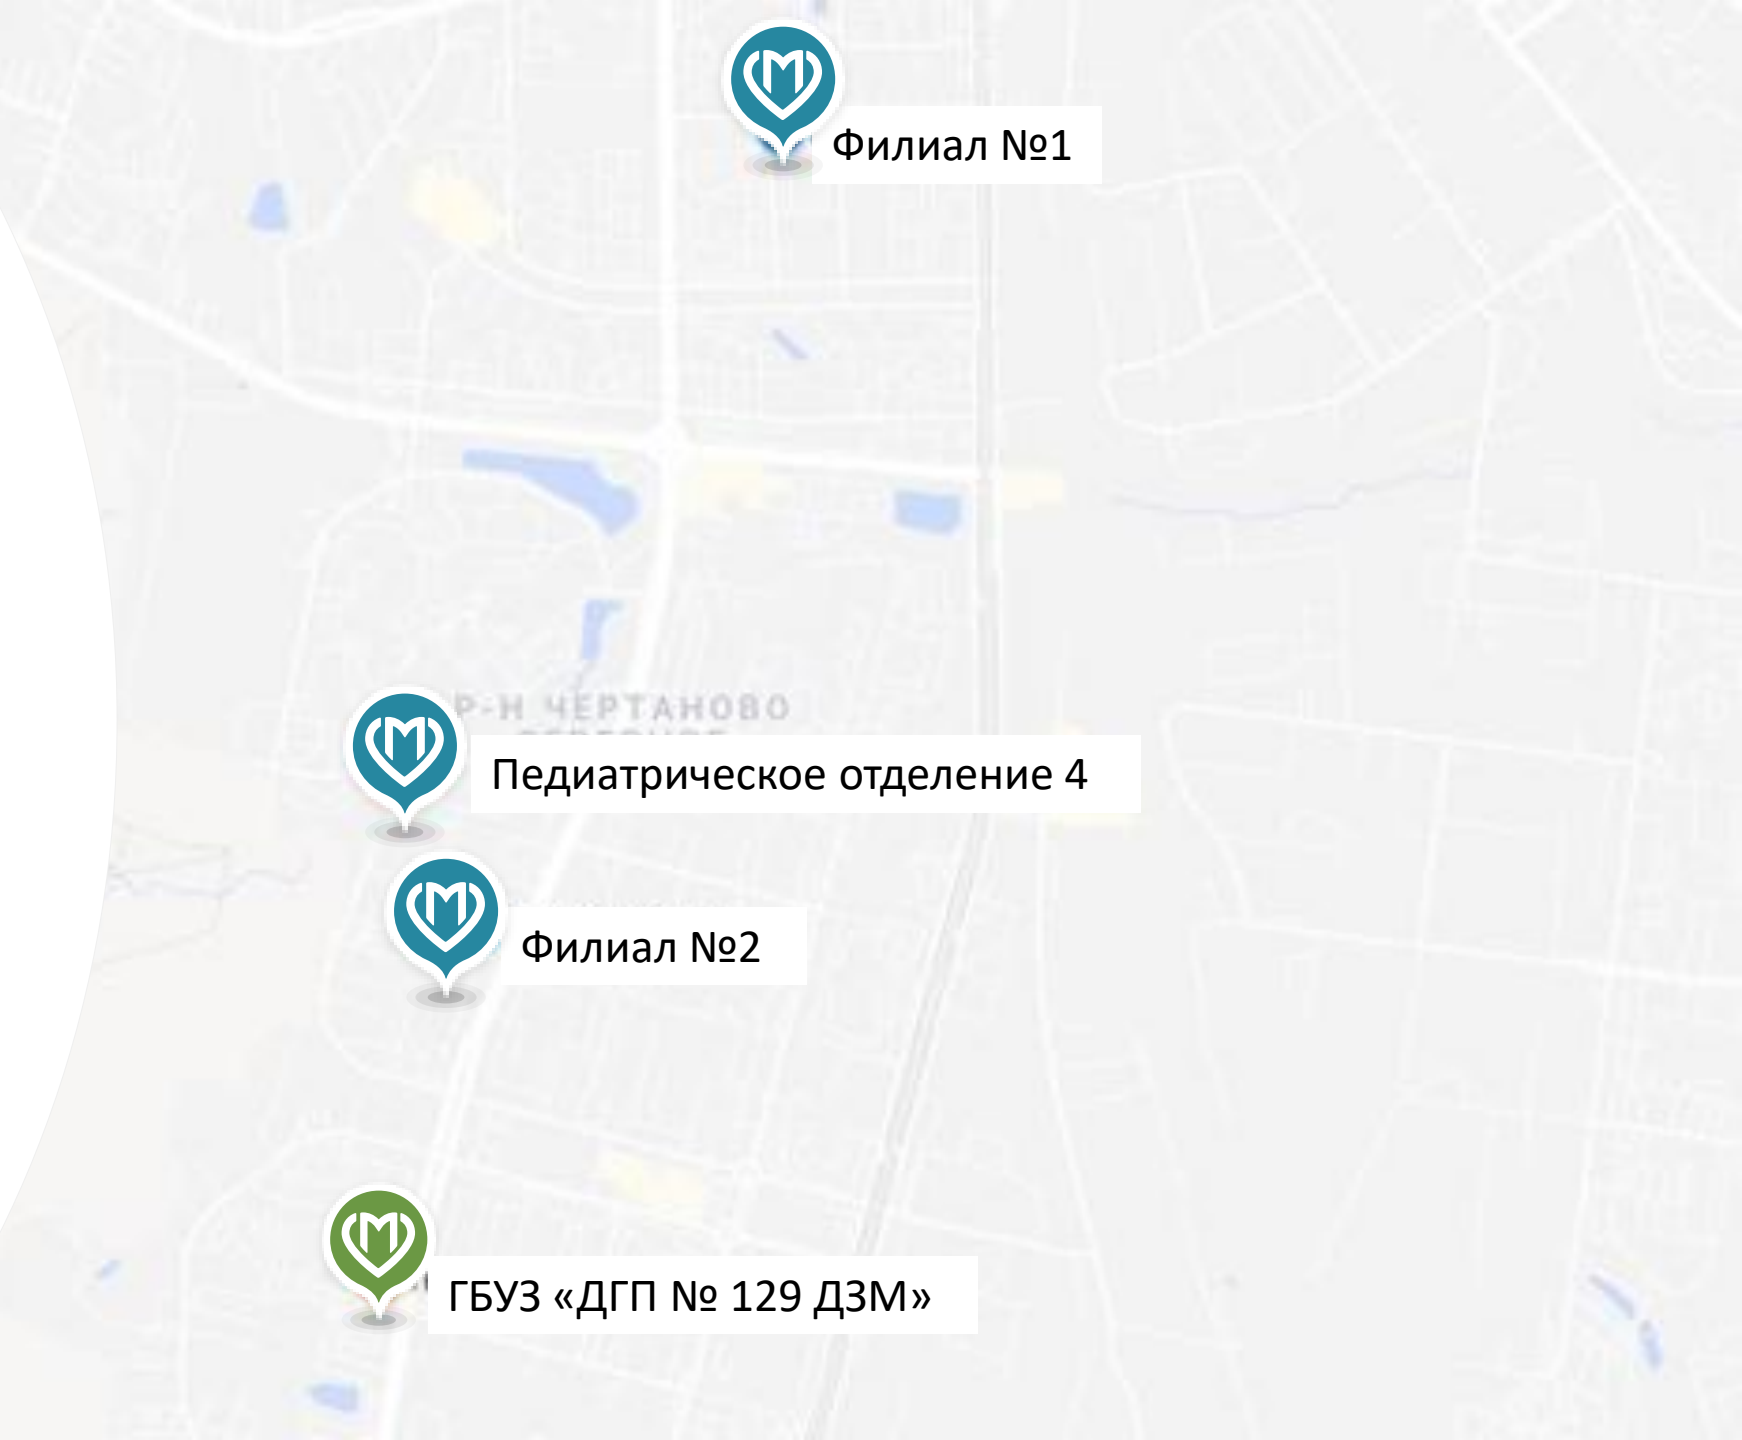 Филиал №1
Р-Н ЧЕРТАНОВО
Педиатрическое отделение 4
Филиал №2
ГБУЗ «ДГП № 129 ДЗМ»